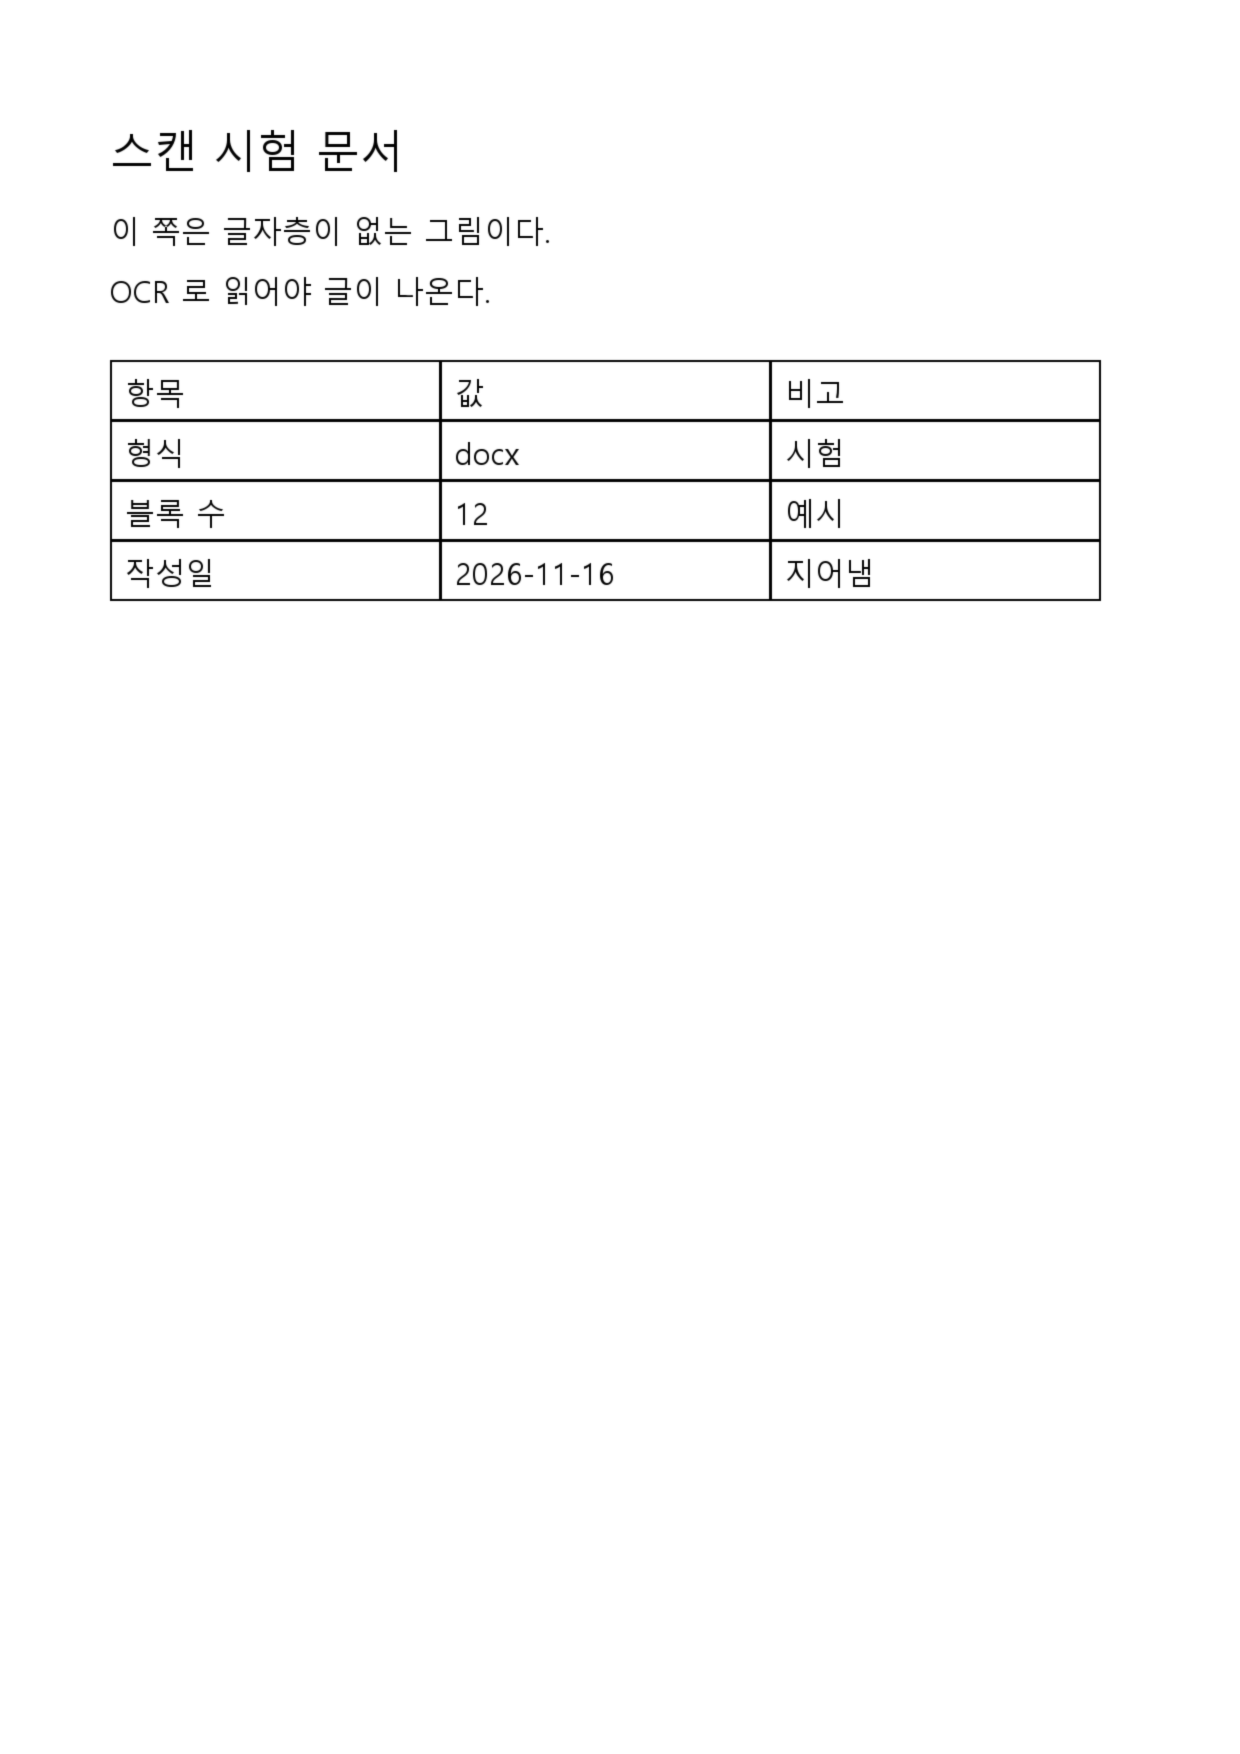 스캔 시험 문서
이 쪽은 글자층이 없는 그림이다.
OCR 로 읽어야 글이 나온다.
항목 값 비고
형식 docx 시험
블록 수 12 예시
작성일 2026-11-16 지어냄